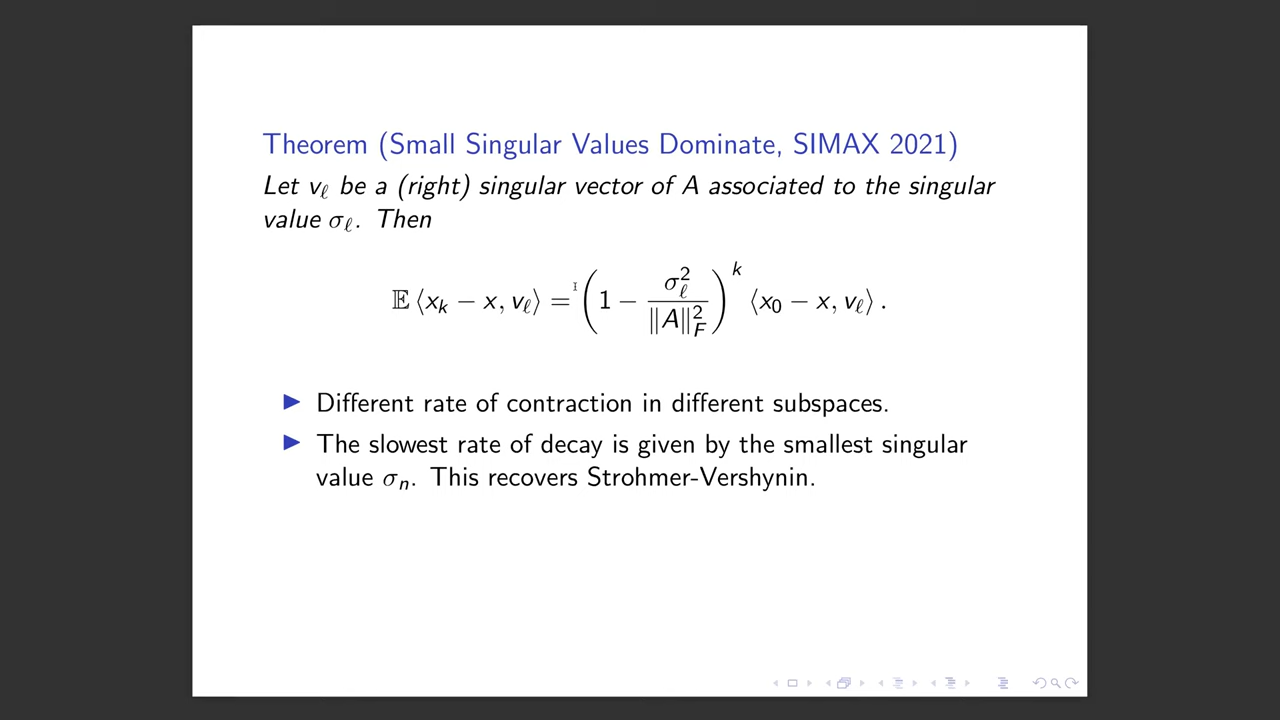 Theorem (Small Singular Values Dominate, SIMAX 2021)
Let v_ℓ be a (right) singular vector of A associated to the singular
value σ_ℓ. Then
𝔼 ⟨x_k − x, v_ℓ⟩ = (1 − σ_ℓ^2 / ‖A‖_F^2)^k ⟨x_0 − x, v_ℓ⟩ .
▶ Different rate of contraction in different subspaces.
▶ The slowest rate of decay is given by the smallest singular
value σ_n. This recovers Strohmer-Vershynin.